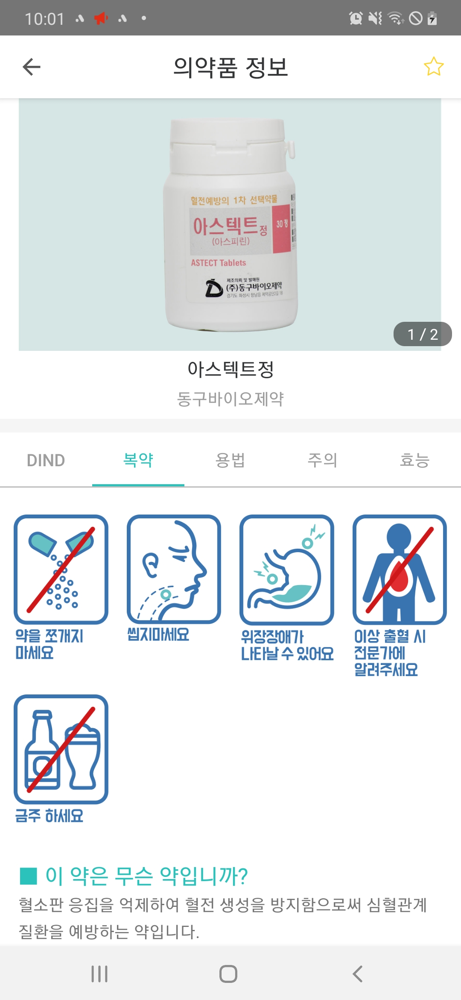 10:01
의약품 정보
혈전예방의 1차 선택약물
아스텍트정
30 정
(아스피린)
ASTECT Tablets
제조의뢰 및 발매원
(주)동구바이오제약
경기도 화성시 향남읍 제약공단2길 18
1 / 2
아스텍트정
동구바이오제약
DIND 복약 용법 주의 효능
약을 쪼개지
마세요
씹지마세요
위장장애가
나타날 수 있어요
이상 출혈 시
전문가에
알려주세요
금주 하세요
■ 이 약은 무슨 약입니까?
혈소판 응집을 억제하여 혈전 생성을 방지함으로써 심혈관계
질환을 예방하는 약입니다.